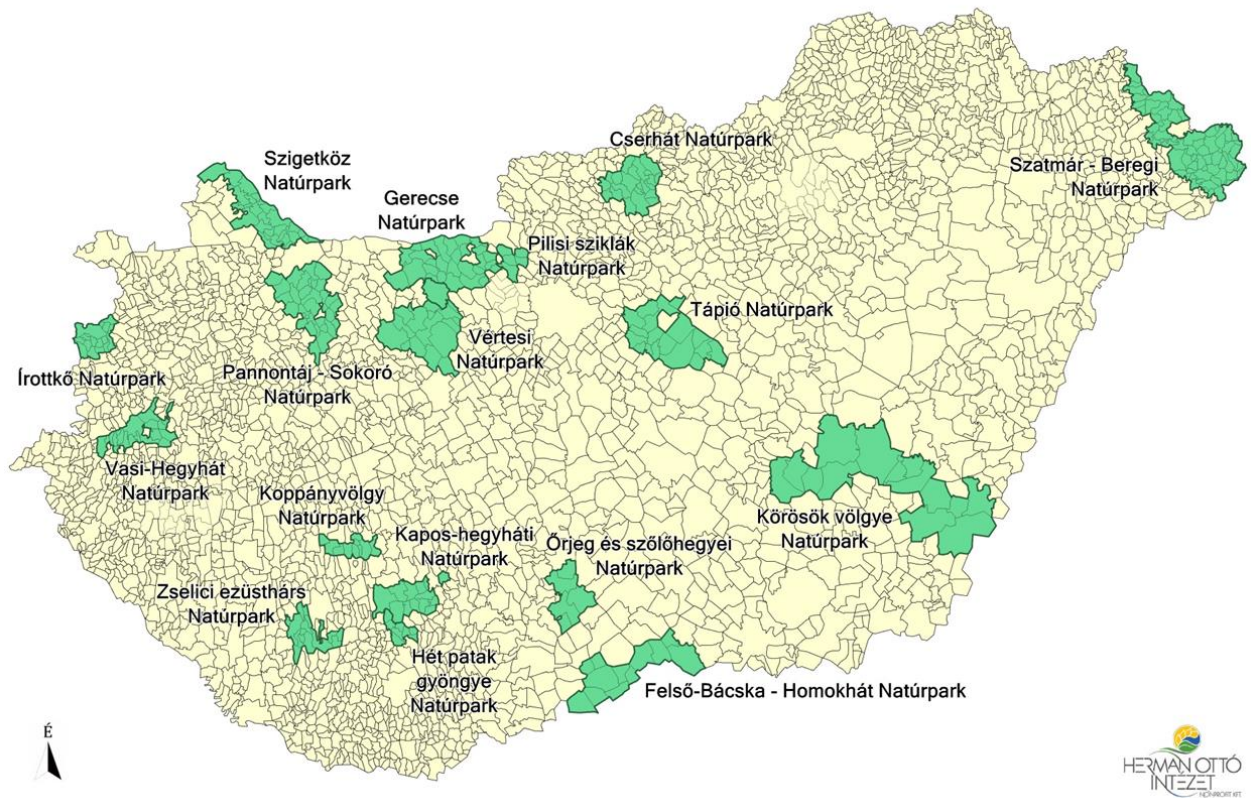 Cserhát Natúrpark
Szigetköz
Natúrpark
Szatmár - Beregi
Natúrpark
Gerecse
Natúrpark
Pilisi sziklák
Natúrpark
Tápió Natúrpark
Vértesi
Natúrpark
Írottkő Natúrpark
Pannontáj - Sokoró
Natúrpark
Vasi-Hegyhát
Natúrpark
Koppányvölgy
Natúrpark
Körösök völgye
Natúrpark
Kapos-hegyháti
Natúrpark
Őrjeg és szőlőhegyei
Natúrpark
Zselici ezüsthárs
Natúrpark
Hét patak
gyöngye
Natúrpark
Felső-Bácska - Homokhát Natúrpark
É
HERMAN OTTÓ
INTÉZET
NONPROFIT KFT.